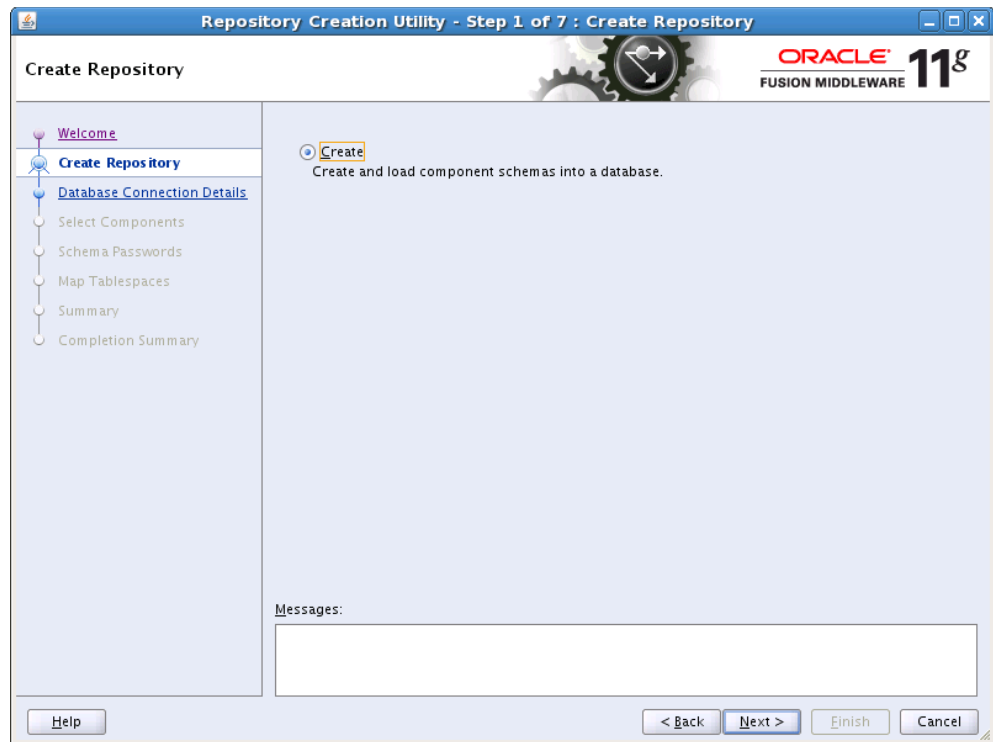 Repository Creation Utility - Step 1 of 7 : Create Repository
Create Repository
ORACLE
FUSION MIDDLEWARE
11g
Welcome
Create Repository
Database Connection Details
Select Components
Schema Passwords
Map Tablespaces
Summary
Completion Summary
Create
Create and load component schemas into a database.
Messages:
Help
< Back
Next >
Finish
Cancel